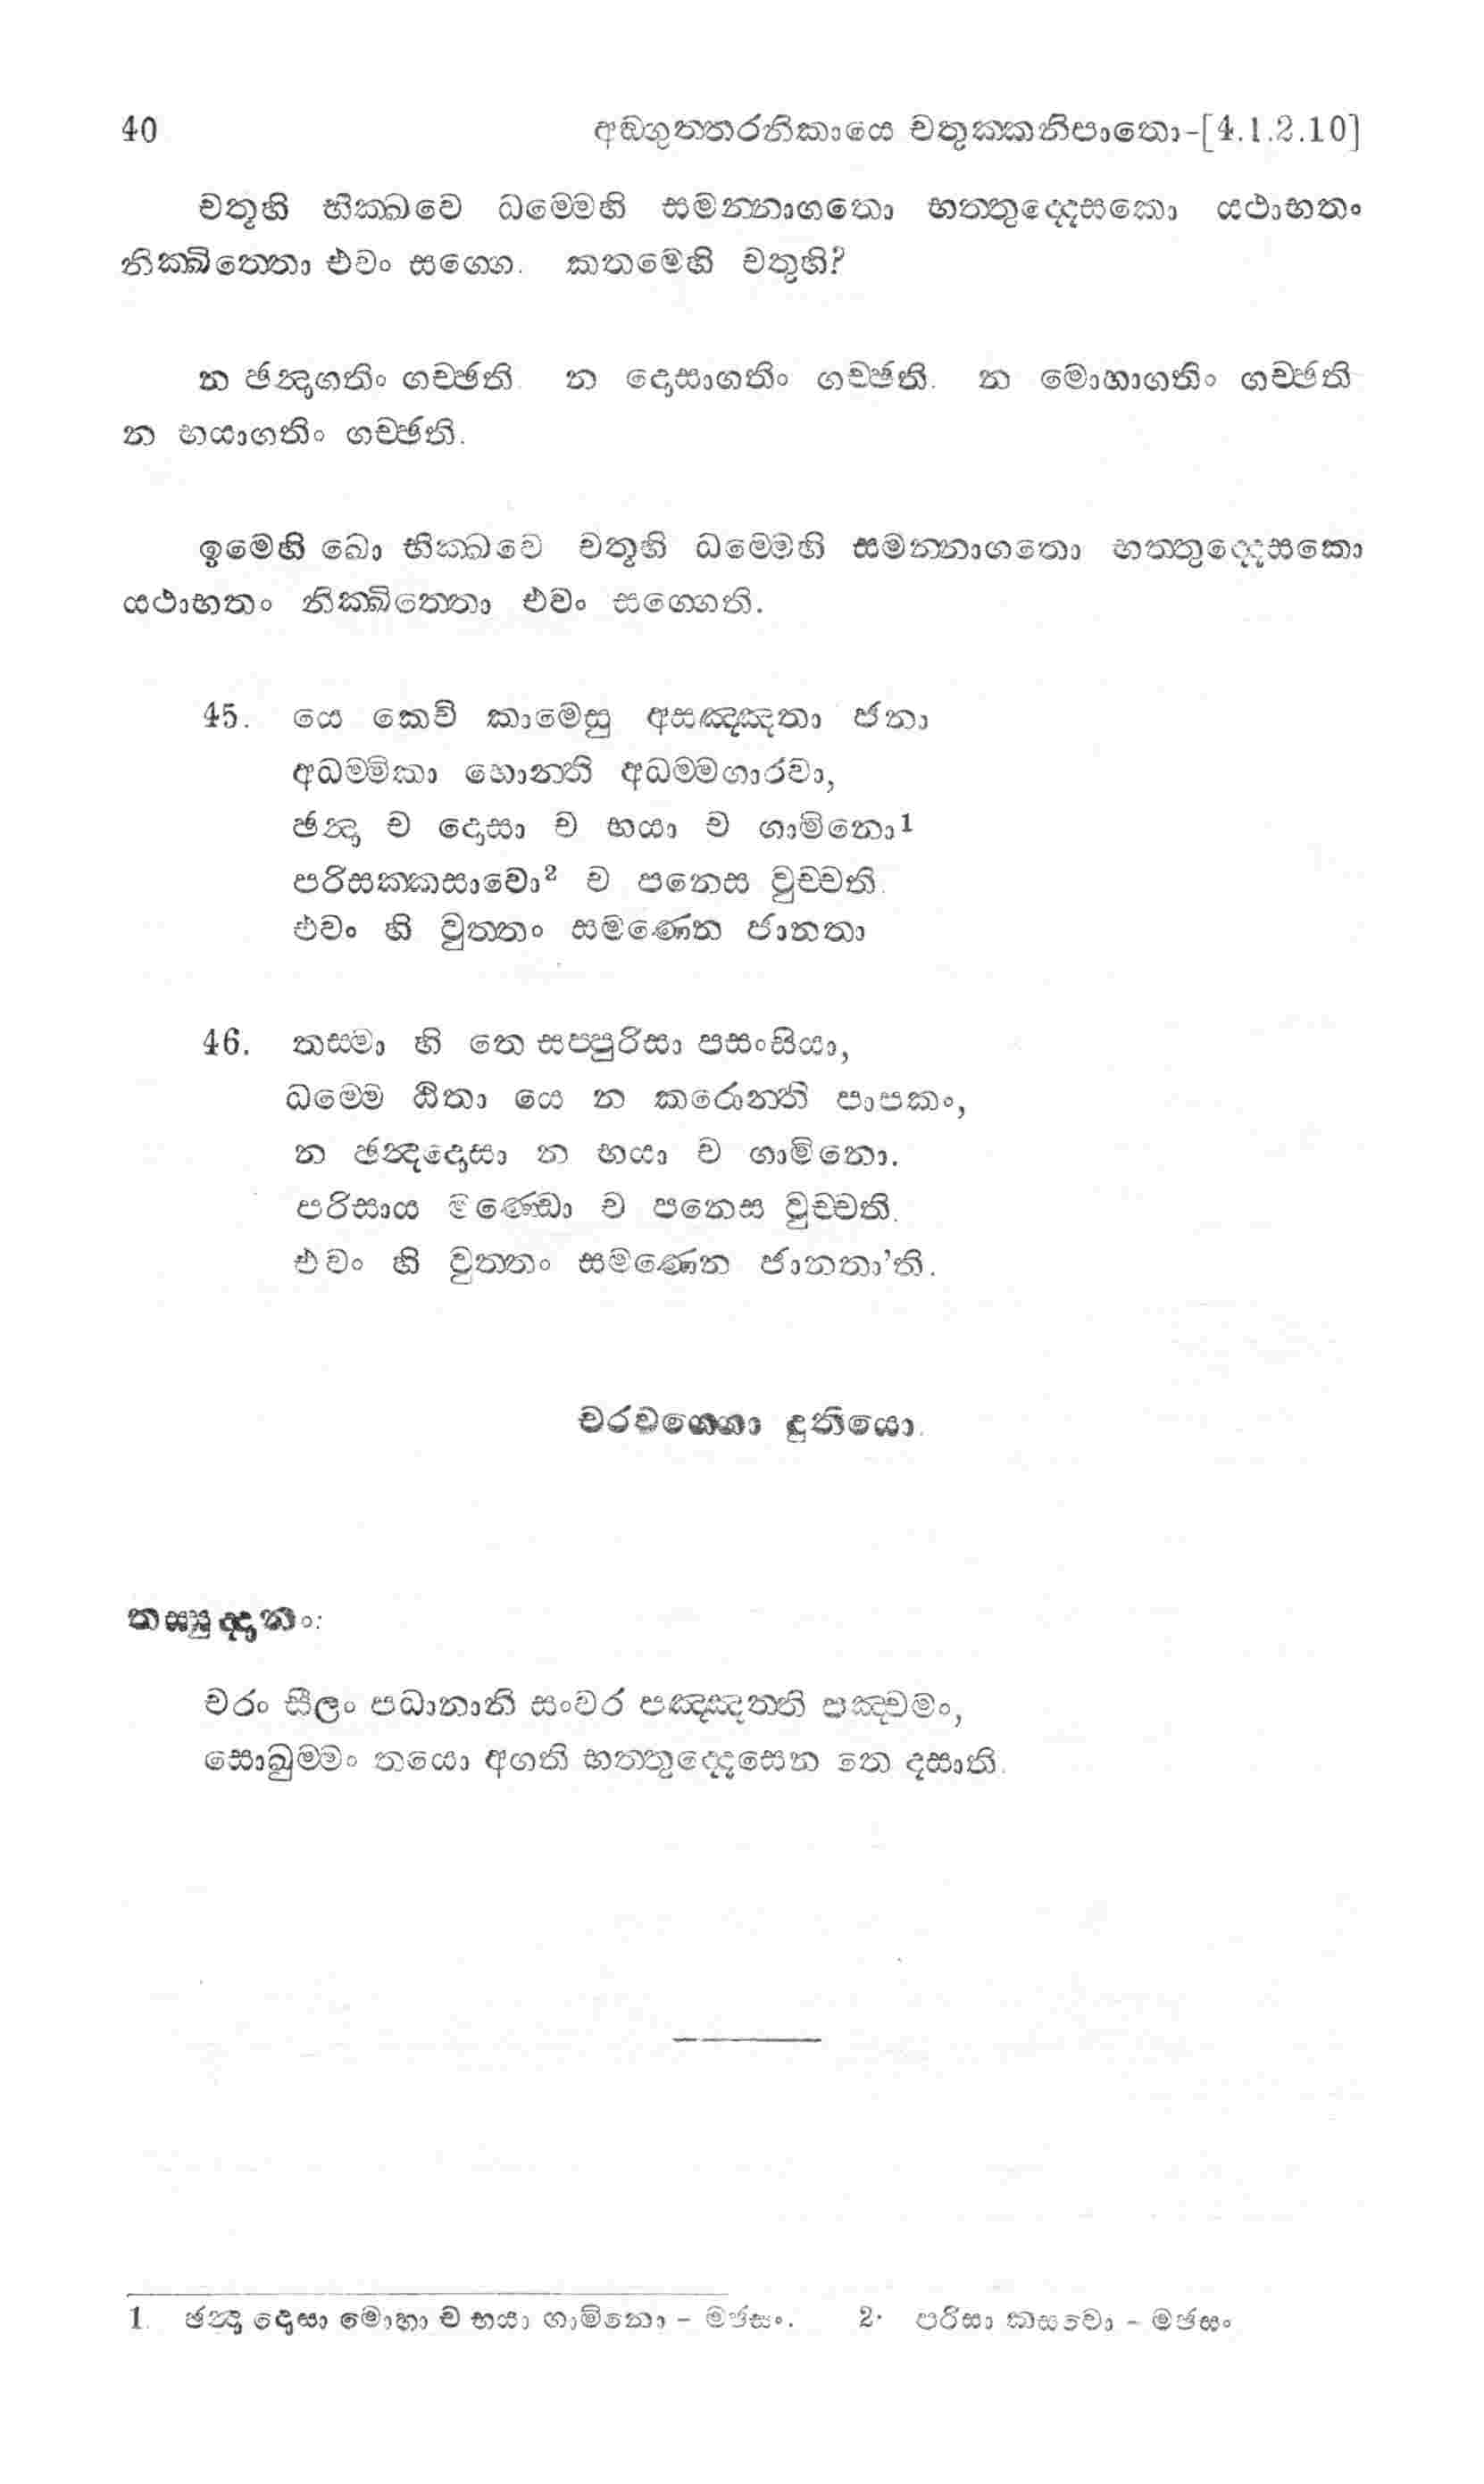 40 අඞ්ගුත්තරනිකායෙ චතුක්කනිපාතො-[4.1.2.10]
චතූහි භික්ඛවෙ ධම්මෙහි සමන්නාගතො භත්තුද්දෙසකො යථාභතං
නික්ඛිත්තො එවං සග්ගෙ. කතමෙහි චතූහි?
න ඡන්දාගතිං ගච්ඡති. න දොසාගතිං ගච්ඡති. න මොහාගතිං ගච්ඡති
න භයාගතිං ගච්ඡති.
ඉමෙහි ඛො භික්ඛවෙ චතූහි ධම්මෙහි සමන්නාගතො භත්තුද්දෙසකො
යථාභතං නික්ඛිත්තො එවං සග්ගෙති.
45. යෙ කෙචි කාමෙසු අසඤ්ඤතා ජනා
අධම්මිකා හොන්ති අධම්මගාරවා,
ඡන්දා ච දොසා ච භයා ච ගාමිනො1
පරිසක්කසාවො2 ච පනෙස වුච්චති.
එවං හි වුත්තං සමණෙන ජානතා
46. තස්මා හි තෙ සප්පුරිසා පසංසියා,
ධම්මෙ ඨිතා යෙ න කරොන්ති පාපකං,
න ඡන්දදොසා න භයා ච ගාමිනො.
පරිසාය මණ්ඩො ච පනෙස වුච්චති.
එවං හි වුත්තං සමණෙන ජානතා'ති.
චරවග්ගො දුතියො.
තස්සුද්දානං:
චරං සීලං පධානානි සංවර පඤ්ඤත්ති පඤ්චමං,
සොඛුම්මං තයො අගති භත්තුද්දෙසෙන තෙ දසාති.
1. ඡන්දා දොසා මොහා ච භයා ගාමිනො - මඡසං. 2. පරිසා කසවො - මඡසං